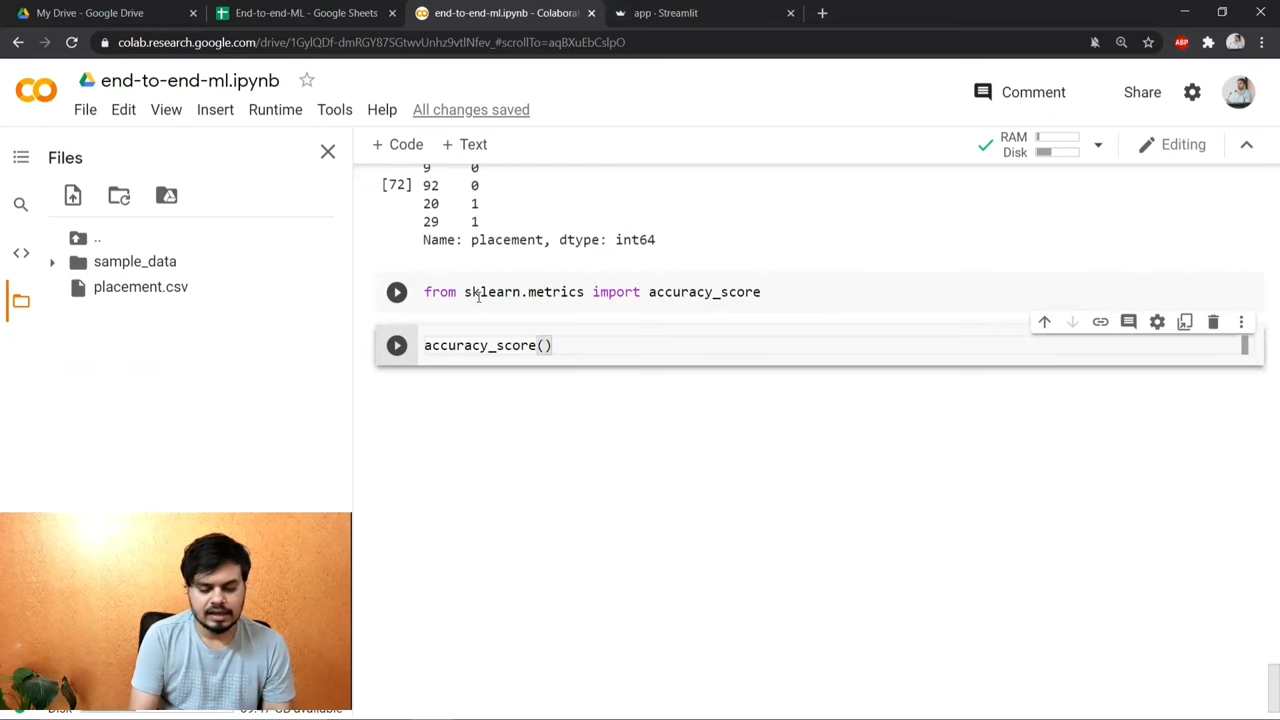 My Drive - Google Drive
End-to-end-ML - Google Sheets
end-to-end-ml.ipynb - Colaborat
app · Streamlit
colab.research.google.com/drive/1GylQDf-dmRGY87SGtwvUnhz9vtlNfev_#scrollTo=aqBXuEbCslpO
ABP
end-to-end-ml.ipynb
File Edit View Insert Runtime Tools Help All changes saved
Comment
Share
Files
+ Code + Text
RAM
Disk
Editing
..
sample_data
placement.csv
9 0
[72] 92 0
20 1
29 1
Name: placement, dtype: int64
from sklearn.metrics import accuracy_score
accuracy_score()